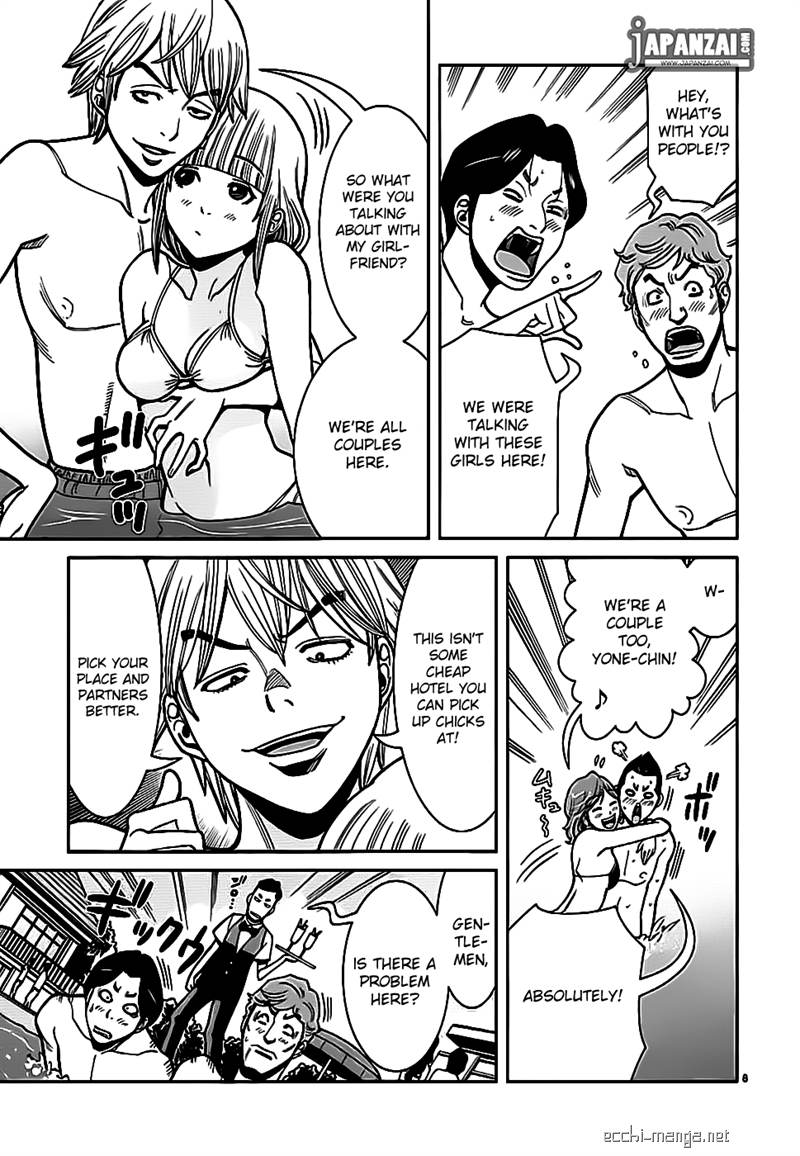 JAPANZAI
.COM
WWW.JAPANZAI.COM
HEY,
WHAT'S
WITH YOU
PEOPLE!?
WE WERE
TALKING
WITH THESE
GIRLS HERE!
SO WHAT
WERE YOU
TALKING
ABOUT WITH
MY GIRL-
FRIEND?
WE'RE ALL
COUPLES
HERE.
ギュッ
W-
WE'RE A
COUPLE
TOO,
YONE-CHIN!
ムギュ〜
ボッ
ABSOLUTELY!
THIS ISN'T
SOME
CHEAP
HOTEL YOU
CAN PICK
UP CHICKS
AT!
PICK YOUR
PLACE AND
PARTNERS
BETTER.
GEN-
TLE-
MEN,
IS THERE A
PROBLEM
HERE?
ギックウ
8
ecchi-manga.net